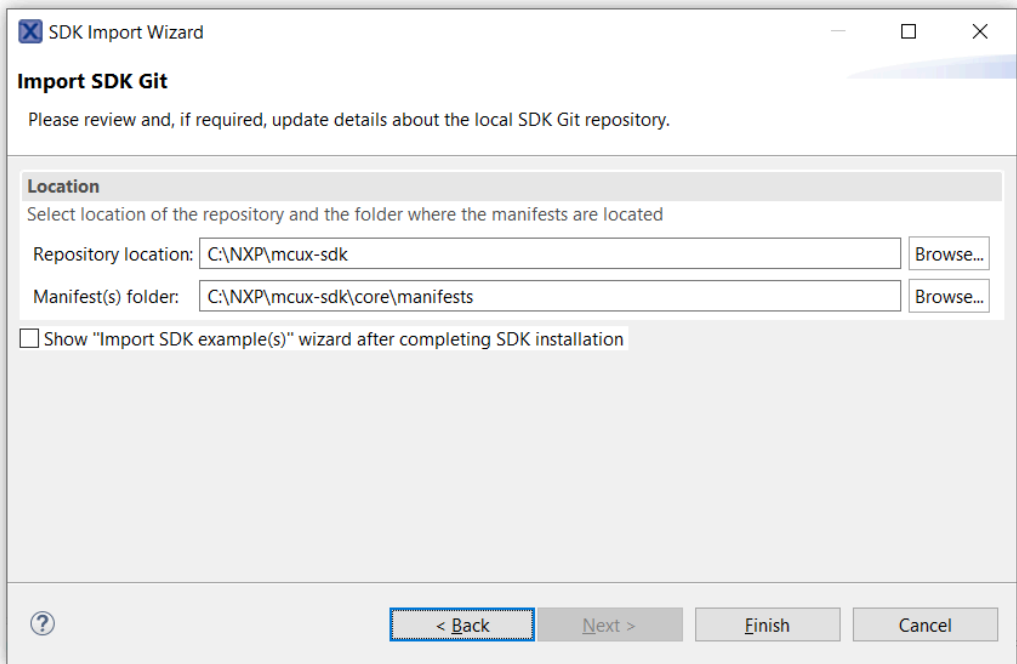 SDK Import Wizard
Import SDK Git
Please review and, if required, update details about the local SDK Git repository.
Location
Select location of the repository and the folder where the manifests are located
Repository location: C:\NXP\mcux-sdk Browse...
Manifest(s) folder: C:\NXP\mcux-sdk\core\manifests Browse...
Show "Import SDK example(s)" wizard after completing SDK installation
? < Back Next > Finish Cancel